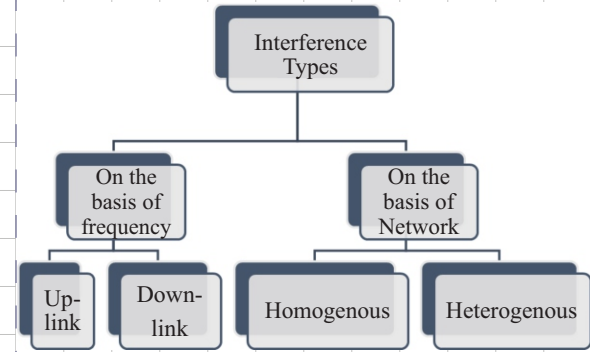 Interference
Types
On the
basis of
frequency
On the
basis of
Network
Up-
link
Down-
link
Homogenous
Heterogenous